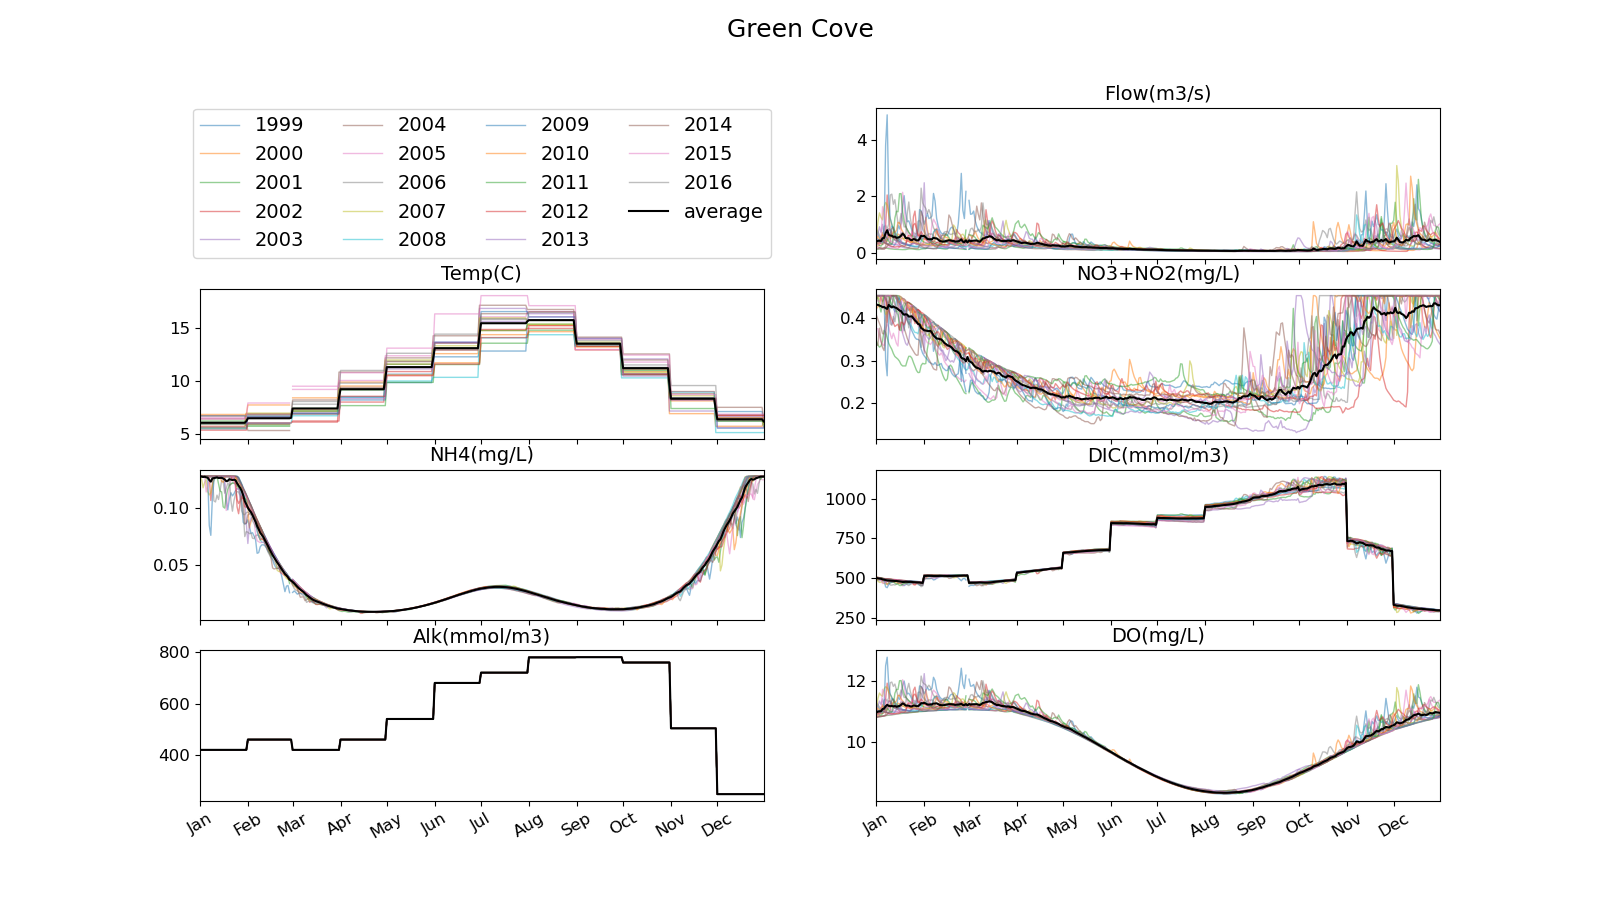 Green Cove
1999 2004 2009 2014
2000 2005 2010 2015
2001 2006 2011 2016
2002 2007 2012 average
2003 2008 2013
Flow(m3/s)
4
2
0
Temp(C)
15
10
5
NO3+NO2(mg/L)
0.4
0.3
0.2
NH4(mg/L)
0.10
0.05
DIC(mmol/m3)
1000
750
500
250
Alk(mmol/m3)
800
600
400
Jan Feb Mar Apr May Jun Jul Aug Sep Oct Nov Dec
DO(mg/L)
12
10
Jan Feb Mar Apr May Jun Jul Aug Sep Oct Nov Dec